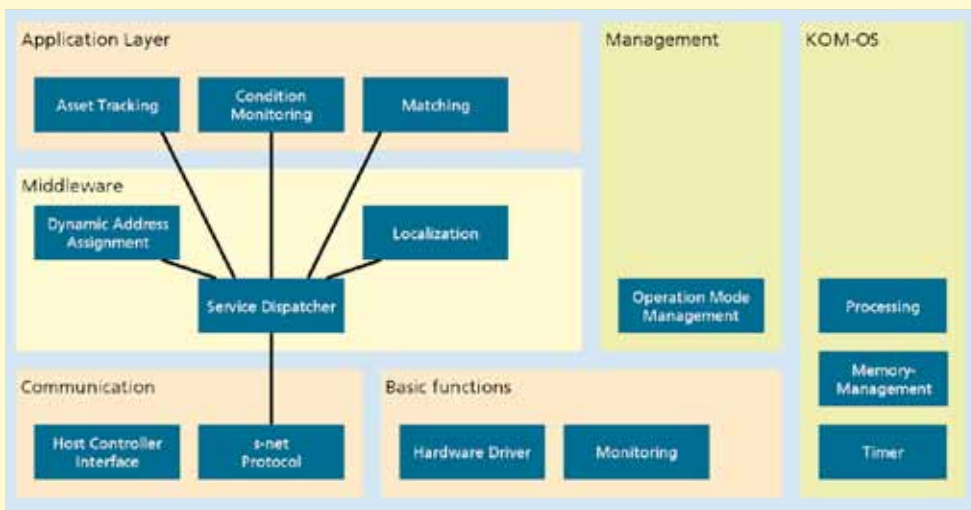 Application Layer
Asset Tracking
Condition
Monitoring
Matching
Middleware
Dynamic Address
Assignment
Localization
Service Dispatcher
Communication
Host Controller
Interface
s-net
Protocol
Basic functions
Hardware Driver
Monitoring
Management
Operation Mode
Management
KOM-OS
Processing
Memory-
Management
Timer